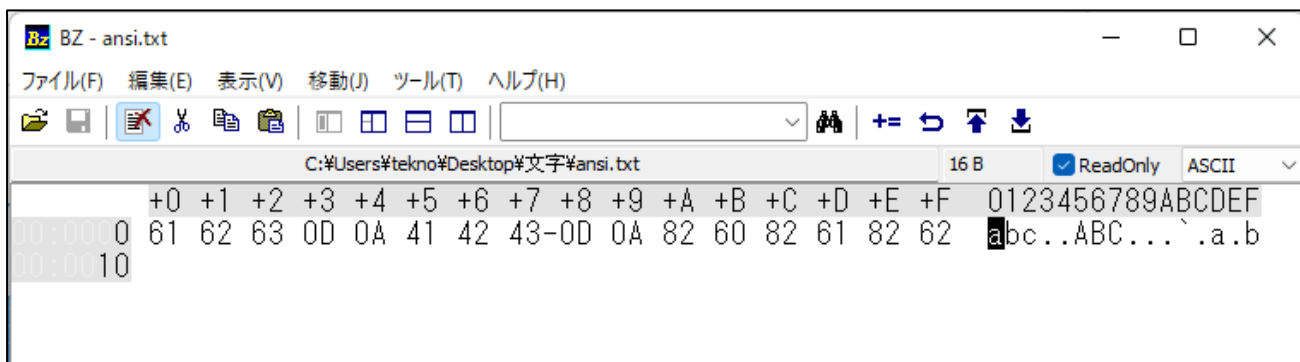 Bz BZ - ansi.txt
ファイル(F) 編集(E) 表示(V) 移動(J) ツール(T) ヘルプ(H)
+=
C:¥Users¥tekno¥Desktop¥文字¥ansi.txt 16 B ReadOnly ASCII
+0 +1 +2 +3 +4 +5 +6 +7 +8 +9 +A +B +C +D +E +F 0123456789ABCDEF
00:0000 61 62 63 0D 0A 41 42 43-0D 0A 82 60 82 61 82 62 abc..ABC...`.a.b
00:0010